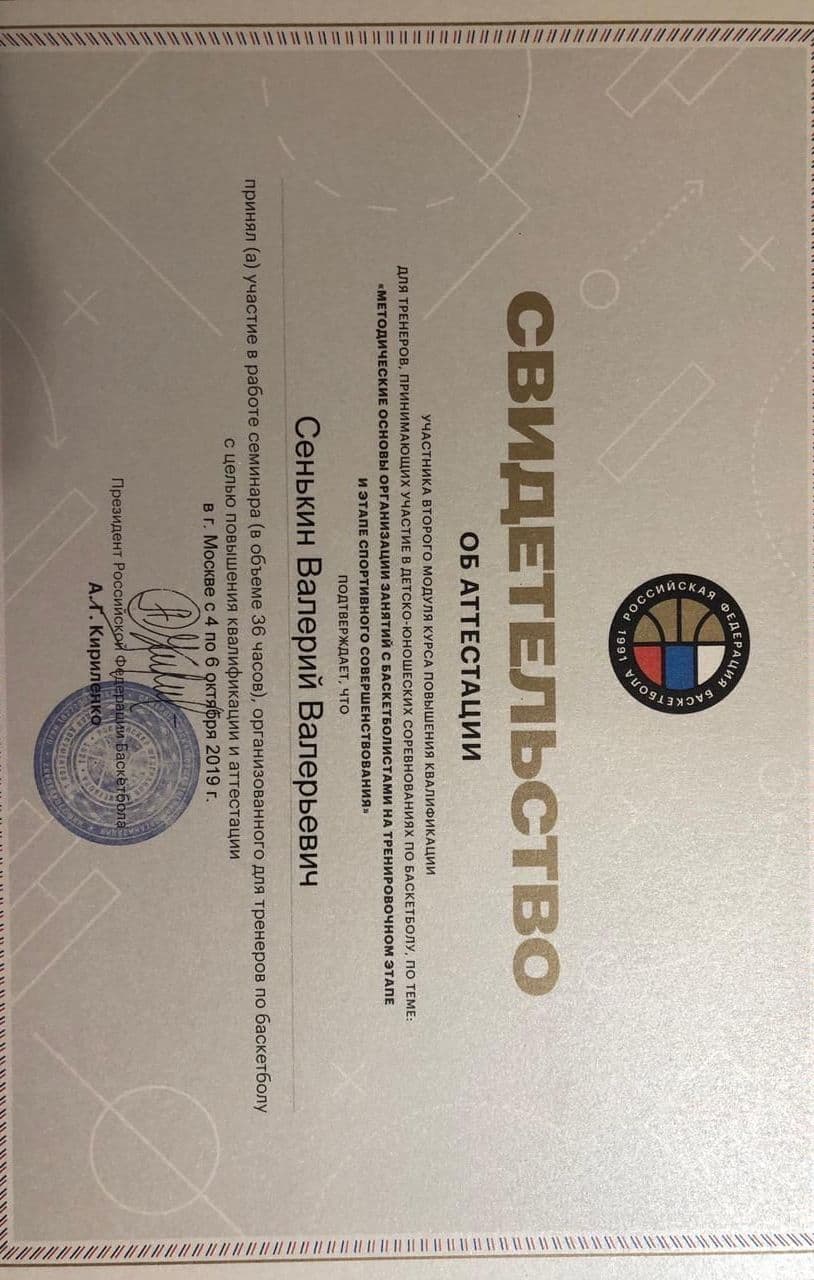 РОССИЙСКАЯ ФЕДЕРАЦИЯ БАСКЕТБОЛА 1991
СВИДЕТЕЛЬСТВО
ОБ АТТЕСТАЦИИ
УЧАСТНИКА ВТОРОГО МОДУЛЯ КУРСА ПОВЫШЕНИЯ КВАЛИФИКАЦИИ
ДЛЯ ТРЕНЕРОВ, ПРИНИМАЮЩИХ УЧАСТИЕ В ДЕТСКО-ЮНОШЕСКИХ СОРЕВНОВАНИЯХ ПО БАСКЕТБОЛУ, ПО ТЕМЕ:
«МЕТОДИЧЕСКИЕ ОСНОВЫ ОРГАНИЗАЦИИ ЗАНЯТИЙ С БАСКЕТБОЛИСТАМИ НА ТРЕНИРОВОЧНОМ ЭТАПЕ
И ЭТАПЕ СПОРТИВНОГО СОВЕРШЕНСТВОВАНИЯ»
ПОДТВЕРЖДАЕТ, ЧТО
Сенькин Валерий Валерьевич
принял (а) участие в работе семинара (в объеме 36 часов), организованного для тренеров по баскетболу
с целью повышения квалификации и аттестации
в г. Москве с 4 по 6 октября 2019 г.
Президент Российской Федерации Баскетбола
А.Г. Кириленко